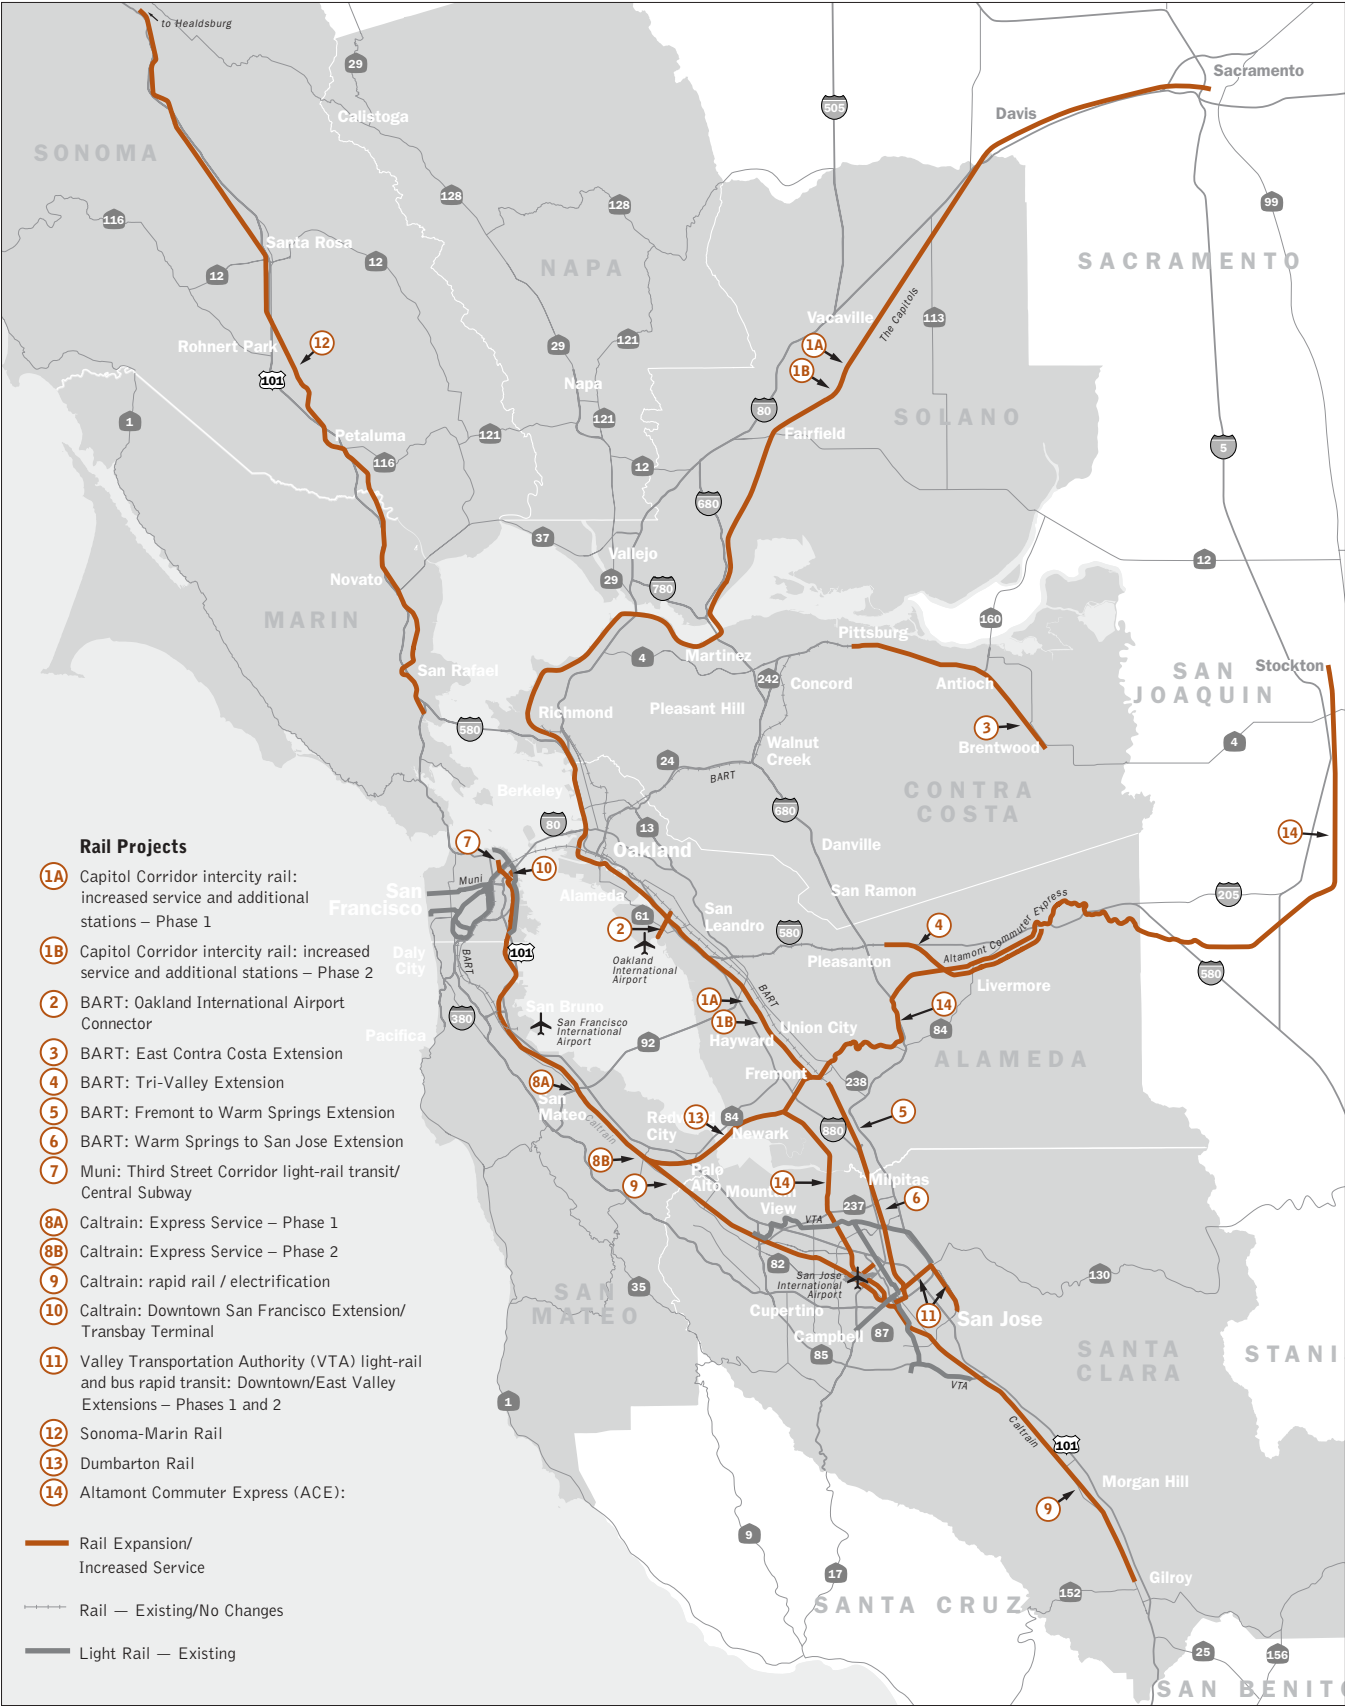 to Healdsburg
29
Sacramento
505
Davis
Calistoga
SONOMA
128
128
99
116
Santa Rosa
12
12
NAPA
SACRAMENTO
The Capitols
Vacaville
113
121
29
Rohnert Park
12
1A
1B
101
Napa
80
SOLANO
1
121
121
Petaluma
Fairfield
5
116
12
680
37
Vallejo
12
Novato
29
780
MARIN
160
Pittsburg
4
Martinez
San Rafael
242
Concord
Antioch
SAN
JOAQUIN
Stockton
Richmond
Pleasant Hill
580
3
Brentwood
4
Walnut
Creek
24
BART
Berkeley
CONTRA
COSTA
680
80
13
14
7
Oakland
Danville
10
Muni
San
Francisco
Alameda
San Ramon
205
61
San
Leandro
2
580
4
Altamont Commuter Express
Daly
City
BART
101
Oakland
International
Airport
Pleasanton
580
Livermore
1A
BART
San Bruno
14
380
San Francisco
International
Airport
1B
Union City
84
Pacifica
92
Hayward
ALAMEDA
Fremont
8A
238
San
Mateo
Caltrain
Redwood
City
13
84
5
Newark
880
8B
Palo
Alto
9
14
Milpitas
Mountain
View
6
237
VTA
82
San Jose
International
Airport
130
SAN
MATEO
35
Cupertino
11
San Jose
Campbell
87
85
SANTA
CLARA
STANI
VTA
1
Caltrain
101
Morgan Hill
9
9
17
Gilroy
152
SANTA CRUZ
25
156
SAN BENITO
Rail Projects
1A Capitol Corridor intercity rail:
increased service and additional
stations – Phase 1
1B Capitol Corridor intercity rail: increased
service and additional stations – Phase 2
2 BART: Oakland International Airport
Connector
3 BART: East Contra Costa Extension
4 BART: Tri-Valley Extension
5 BART: Fremont to Warm Springs Extension
6 BART: Warm Springs to San Jose Extension
7 Muni: Third Street Corridor light-rail transit/
Central Subway
8A Caltrain: Express Service – Phase 1
8B Caltrain: Express Service – Phase 2
9 Caltrain: rapid rail / electrification
10 Caltrain: Downtown San Francisco Extension/
Transbay Terminal
11 Valley Transportation Authority (VTA) light-rail
and bus rapid transit: Downtown/East Valley
Extensions – Phases 1 and 2
12 Sonoma-Marin Rail
13 Dumbarton Rail
14 Altamont Commuter Express (ACE):
Rail Expansion/
Increased Service
Rail — Existing/No Changes
Light Rail — Existing